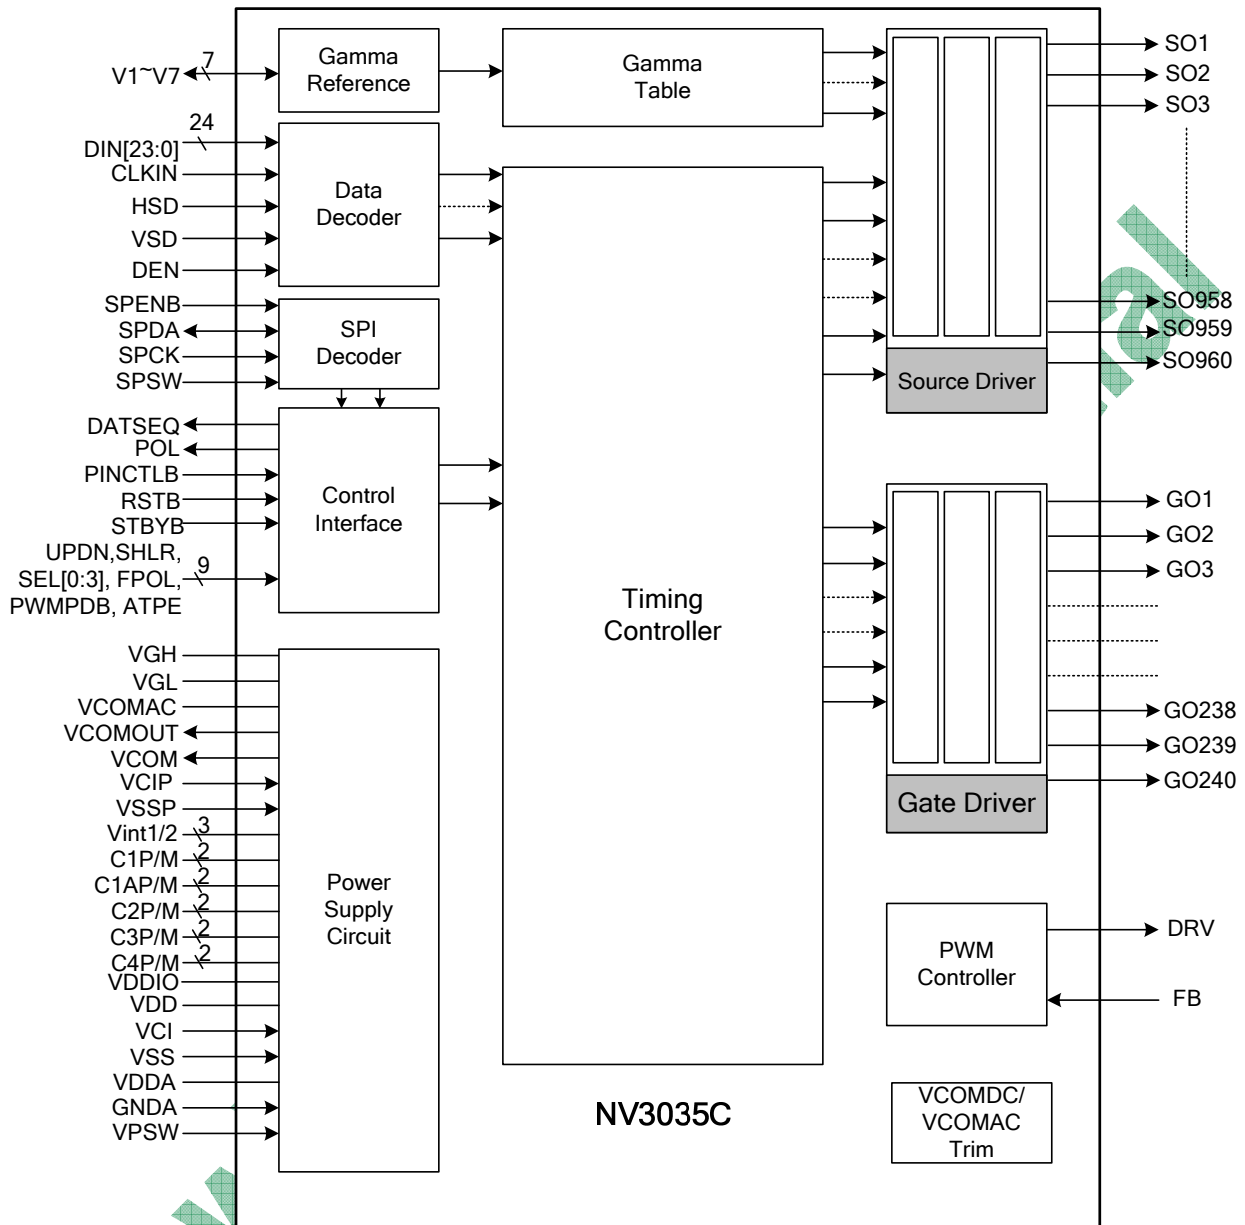 V1~V7
7
DIN[23:0]
24
CLKIN
HSD
VSD
DEN
SPENB
SPDA
SPCK
SPSW
DATSEQ
POL
PINCTLB
RSTB
STBYB
UPDN,SHLR,
SEL[0:3], FPOL,
PWMPDB, ATPE
9
VGH
VGL
VCOMAC
VCOMOUT
VCOM
VCIP
VSSP
Vint1/2
3
C1P/M
2
C1AP/M
2
C2P/M
2
C3P/M
2
C4P/M
2
VDDIO
VDD
VCI
VSS
VDDA
GNDA
VPSW
Gamma
Reference
Data
Decoder
SPI
Decoder
Control
Interface
Power
Supply
Circuit
Gamma
Table
Timing
Controller
NV3035C
Source Driver
Gate Driver
PWM
Controller
VCOMDC/
VCOMAC
Trim
SO1
SO2
SO3
SO958
SO959
SO960
GO1
GO2
GO3
GO238
GO239
GO240
DRV
FB